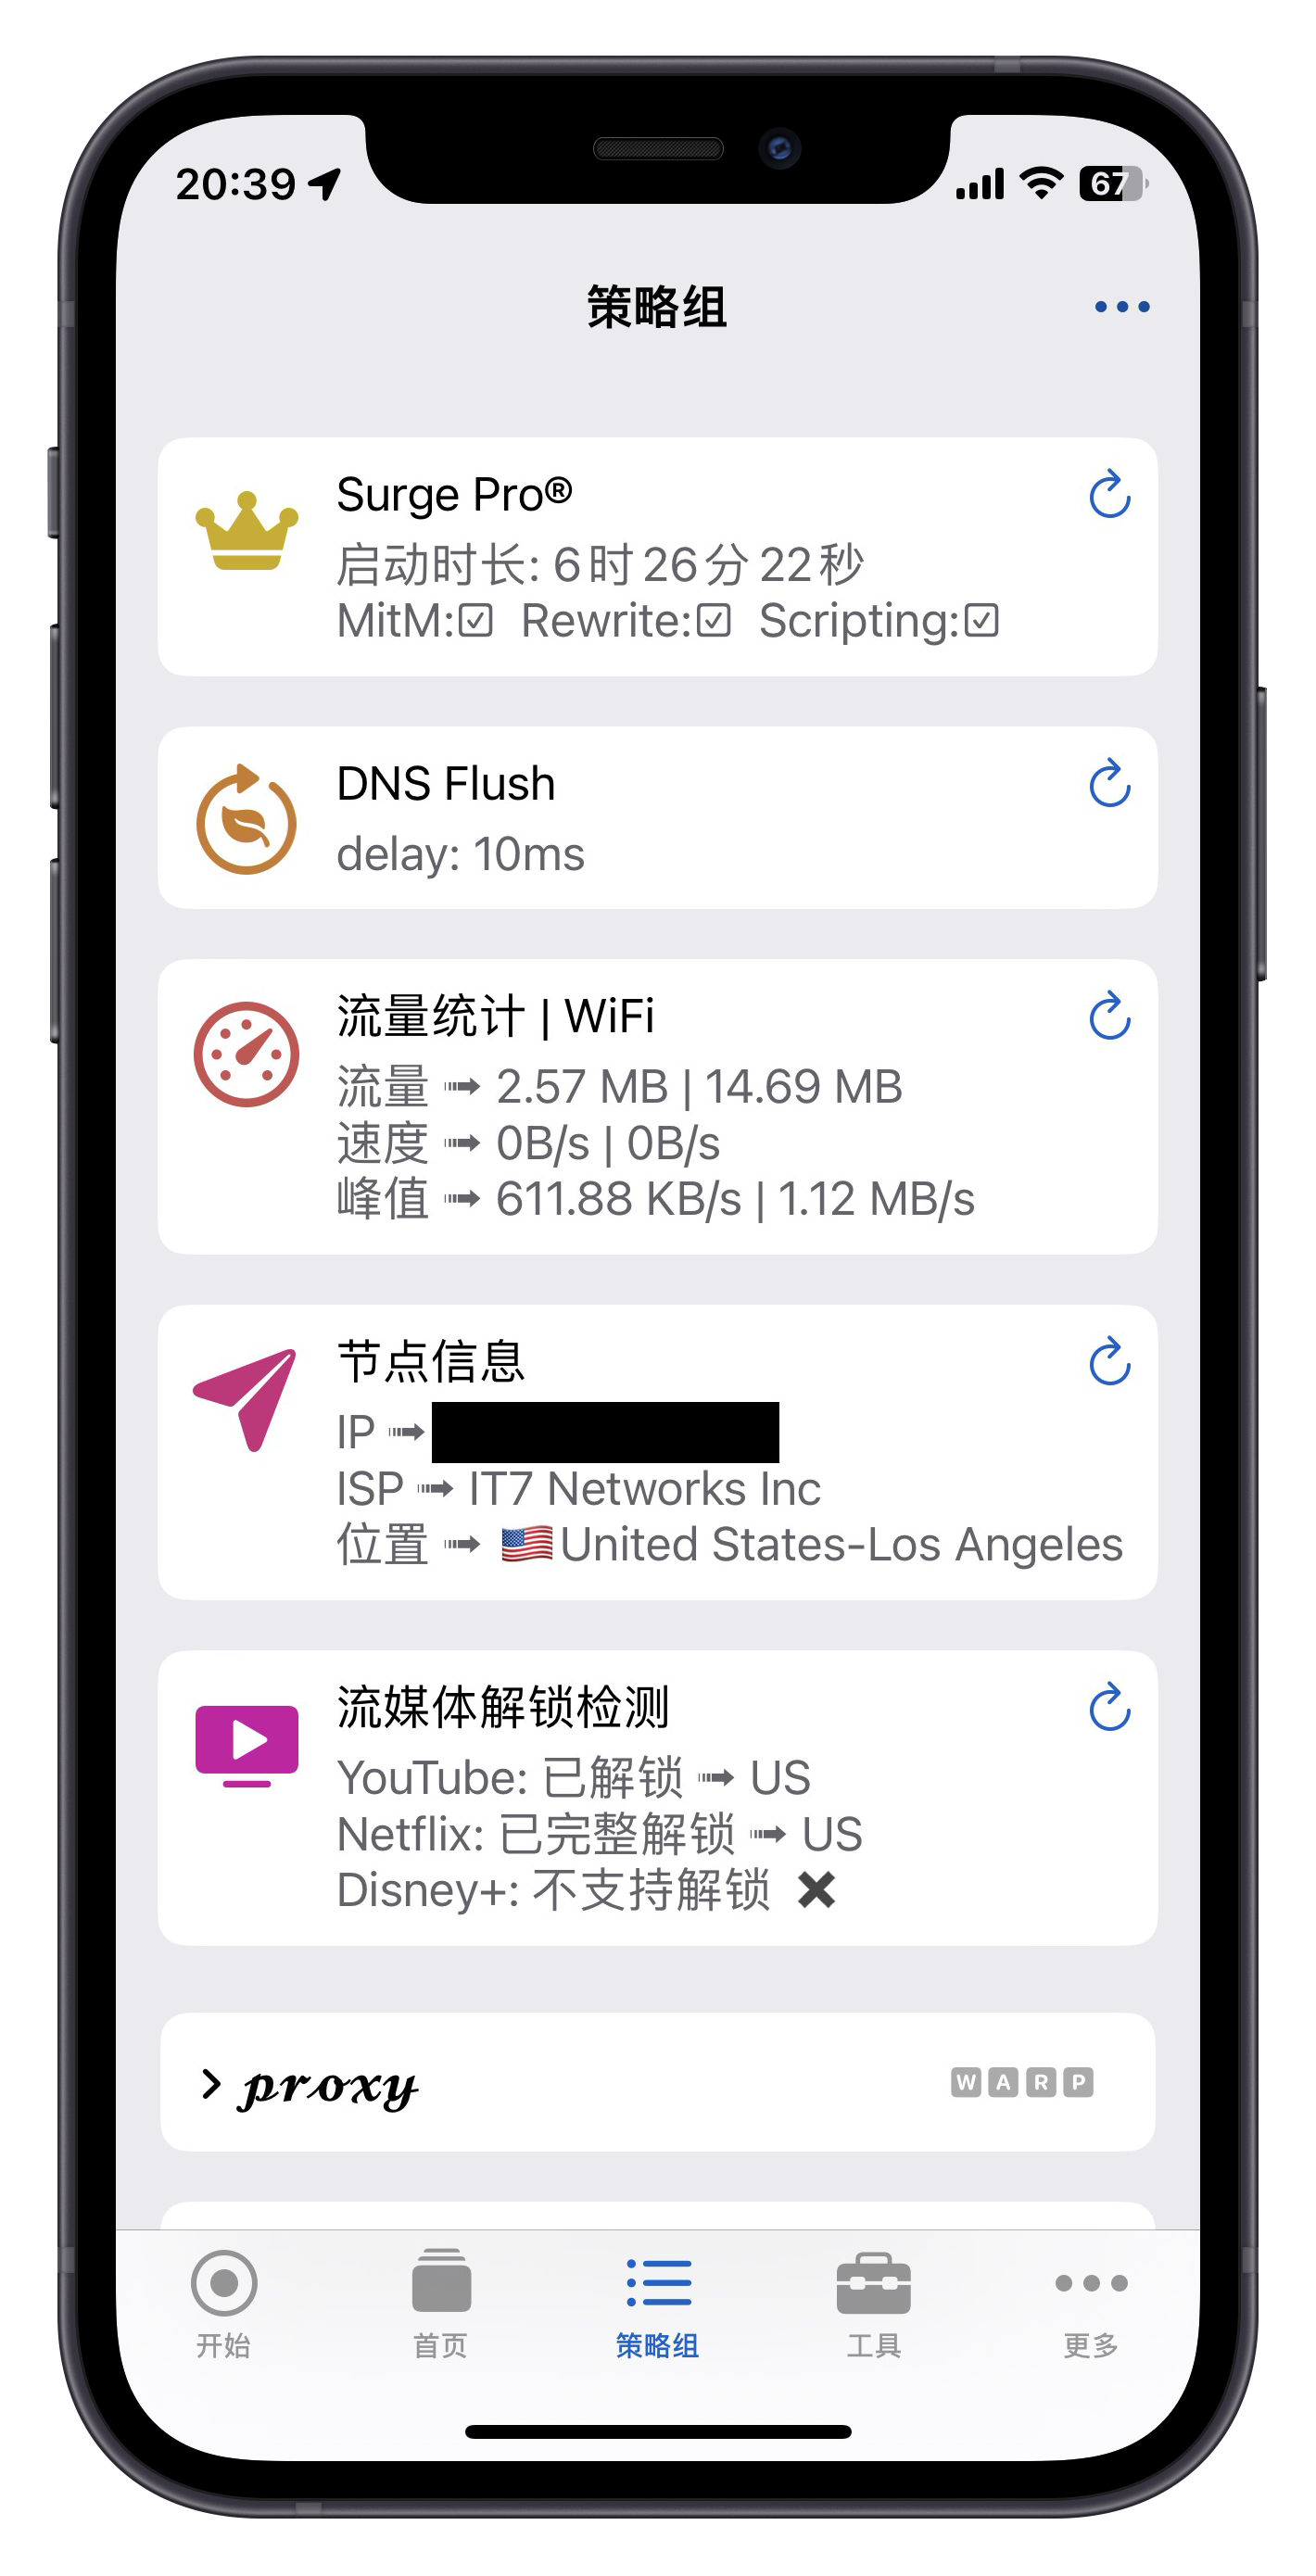 20:39
67
策略组
Surge Pro®
启动时长: 6时26分22秒
MitM:☑ Rewrite:☑ Scripting:☑
DNS Flush
delay: 10ms
流量统计 | WiFi
流量 ➟ 2.57 MB | 14.69 MB
速度 ➟ 0B/s | 0B/s
峰值 ➟ 611.88 KB/s | 1.12 MB/s
节点信息
IP ➟
ISP ➟ IT7 Networks Inc
位置 ➟ 🇺🇸United States-Los Angeles
流媒体解锁检测
YouTube: 已解锁 ➟ US
Netflix: 已完整解锁 ➟ US
Disney+: 不支持解锁 ✖
proxy
WARP
开始
首页
策略组
工具
更多